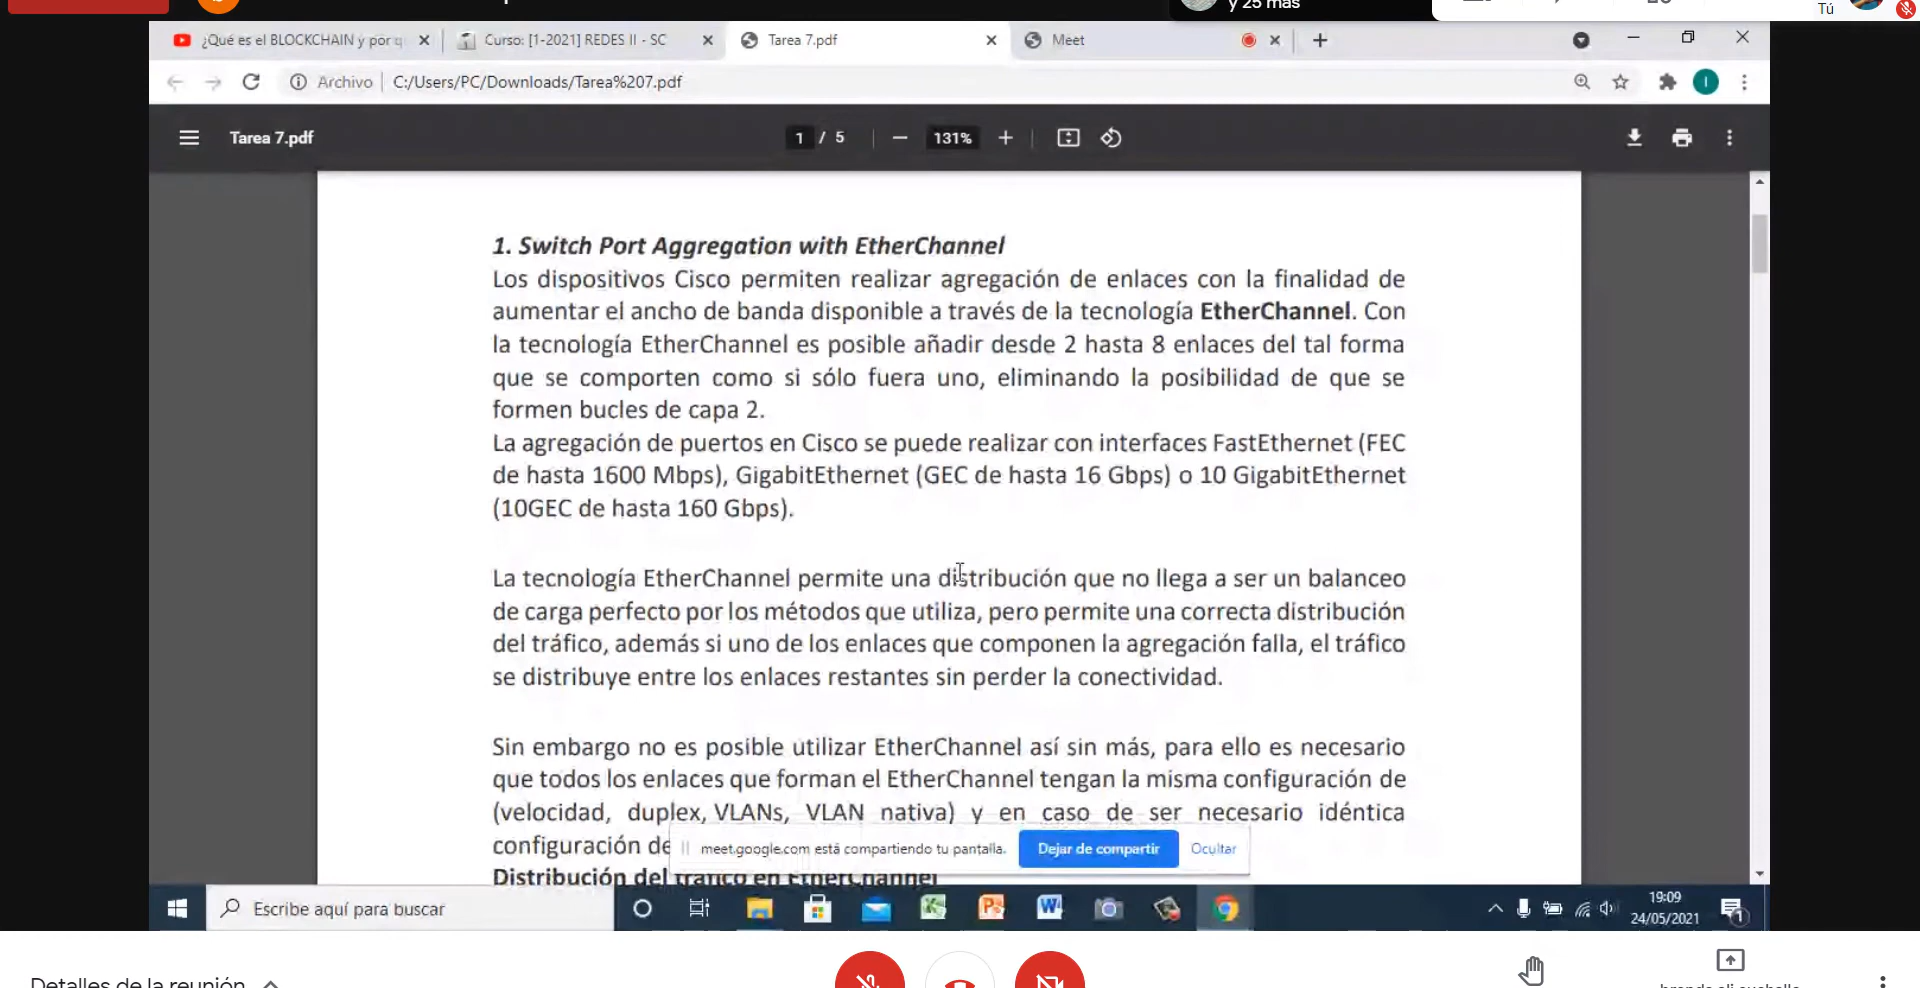 y 25 más
Tú
¿Qué es el BLOCKCHAIN y por q
Curso: [1-2021] REDES II - SC
Tarea 7.pdf
Meet
Archivo
C:/Users/PC/Downloads/Tarea%207.pdf
I
Tarea 7.pdf
1 / 5
131%
1. Switch Port Aggregation with EtherChannel
Los dispositivos Cisco permiten realizar agregación de enlaces con la finalidad de
aumentar el ancho de banda disponible a través de la tecnología EtherChannel. Con
la tecnología EtherChannel es posible añadir desde 2 hasta 8 enlaces del tal forma
que se comporten como si sólo fuera uno, eliminando la posibilidad de que se
formen bucles de capa 2.
La agregación de puertos en Cisco se puede realizar con interfaces FastEthernet (FEC
de hasta 1600 Mbps), GigabitEthernet (GEC de hasta 16 Gbps) o 10 GigabitEthernet
(10GEC de hasta 160 Gbps).
La tecnología EtherChannel permite una distribución que no llega a ser un balanceo
de carga perfecto por los métodos que utiliza, pero permite una correcta distribución
del tráfico, además si uno de los enlaces que componen la agregación falla, el tráfico
se distribuye entre los enlaces restantes sin perder la conectividad.
Sin embargo no es posible utilizar EtherChannel así sin más, para ello es necesario
que todos los enlaces que forman el EtherChannel tengan la misma configuración de
(velocidad, duplex, VLANs, VLAN nativa) y en caso de ser necesario idéntica
configuración de
meet.google.com está compartiendo tu pantalla.
Dejar de compartir
Ocultar
Distribución del tráfico en EtherChannel
Escribe aquí para buscar
19:09
24/05/2021
1
Detalles de la reunión